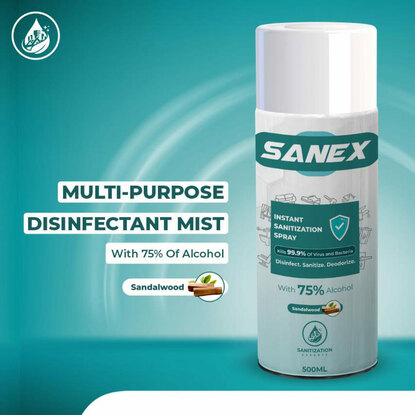 MULTI-PURPOSE
DISINFECTANT MIST
With 75% Of Alcohol
Sandalwood
SANEX
INSTANT
SANITIZATION
SPRAY
Kills 99.9% Of Virus and Bacteria
Disinfect. Sanitize. Deodorize.
With 75% Alcohol
Sandalwood
SANITIZATION
EXPERTS
500ML